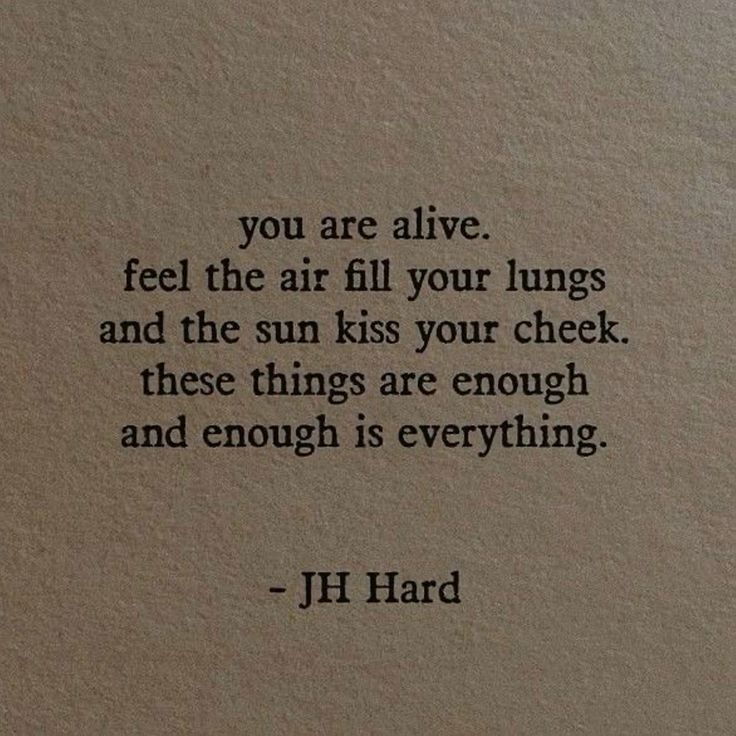 you are alive.
feel the air fill your lungs
and the sun kiss your cheek.
these things are enough
and enough is everything.
- JH Hard